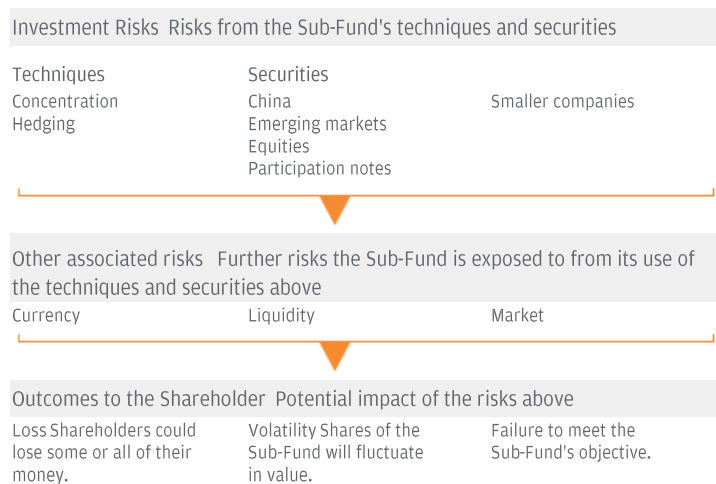 Investment Risks Risks from the Sub-Fund's techniques and securities
Techniques
Concentration
Hedging
Securities
China
Emerging markets
Equities
Participation notes
Smaller companies
Other associated risks Further risks the Sub-Fund is exposed to from its use of
the techniques and securities above
Currency
Liquidity
Market
Outcomes to the Shareholder Potential impact of the risks above
Loss Shareholders could
lose some or all of their
money.
Volatility Shares of the
Sub-Fund will fluctuate
in value.
Failure to meet the
Sub-Fund's objective.